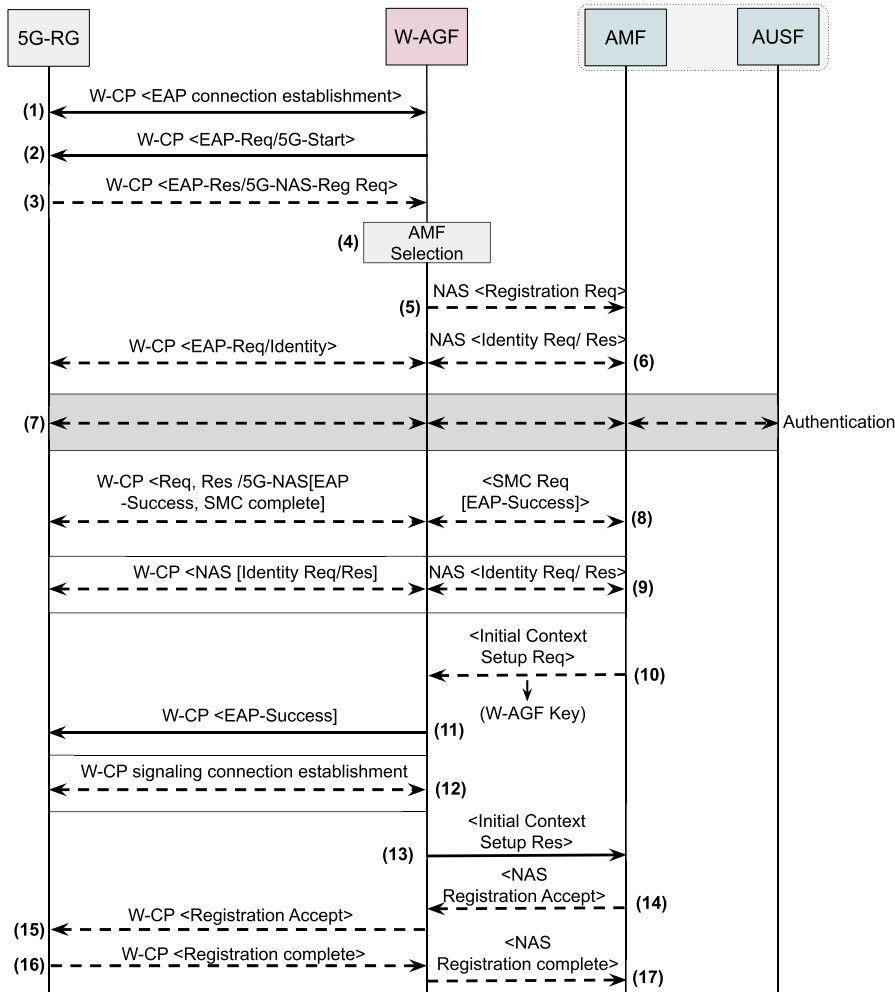 5G-RG
W-AGF
AMF
AUSF
W-CP <EAP connection establishment>
(1)
W-CP <EAP-Req/5G-Start>
(2)
W-CP <EAP-Res/5G-NAS-Reg Req>
(3)
(4)
AMF
Selection
NAS <Registration Req>
(5)
W-CP <EAP-Req/Identity>
NAS <Identity Req/ Res>
(6)
(7)
Authentication
W-CP <Req, Res /5G-NAS[EAP
-Success, SMC complete]
<SMC Req
[EAP-Success]>
(8)
W-CP <NAS [Identity Req/Res]
NAS <Identity Req/ Res>
(9)
<Initial Context
Setup Req>
(10)
(W-AGF Key)
W-CP <EAP-Success]
(11)
W-CP signaling connection establishment
(12)
<Initial Context
Setup Res>
(13)
<NAS
Registration Accept>
(14)
W-CP <Registration Accept>
(15)
W-CP <Registration complete>
(16)
<NAS
Registration complete>
(17)